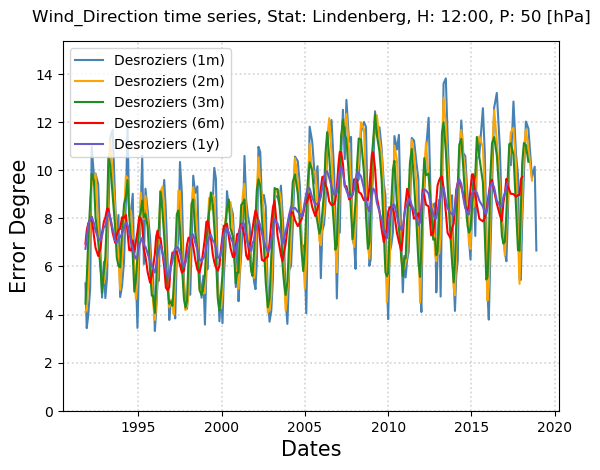 Wind_Direction time series, Stat: Lindenberg, H: 12:00, P: 50 [hPa]
Desroziers (1m)
Desroziers (2m)
Desroziers (3m)
Desroziers (6m)
Desroziers (1y)
Error Degree
14
12
10
8
6
4
2
0
1995
2000
2005
2010
2015
2020
Dates